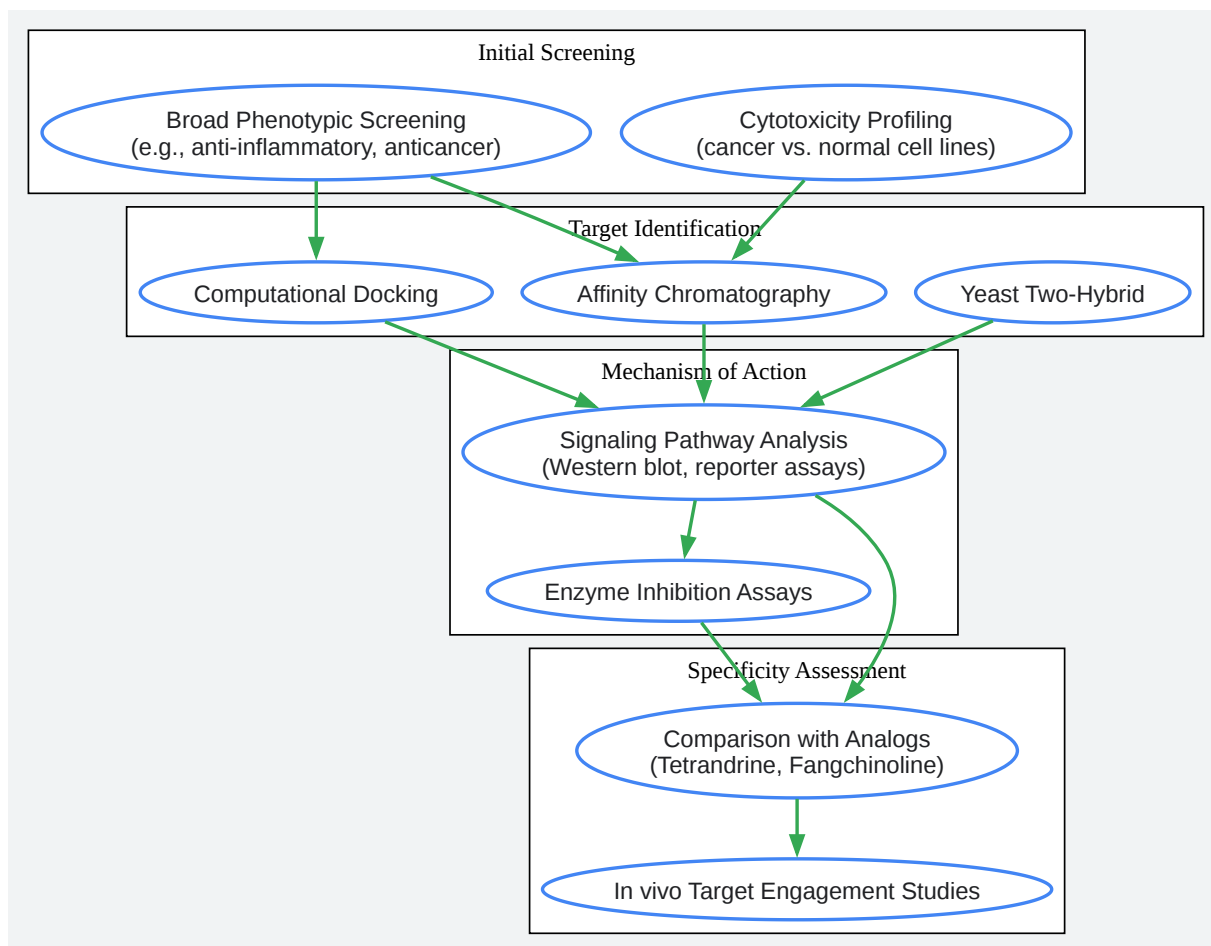 Initial Screening
Broad Phenotypic Screening
(e.g., anti-inflammatory, anticancer)
Cytotoxicity Profiling
(cancer vs. normal cell lines)
Target Identification
Computational Docking
Affinity Chromatography
Yeast Two-Hybrid
Mechanism of Action
Signaling Pathway Analysis
(Western blot, reporter assays)
Enzyme Inhibition Assays
Specificity Assessment
Comparison with Analogs
(Tetrandrine, Fangchinoline)
In vivo Target Engagement Studies